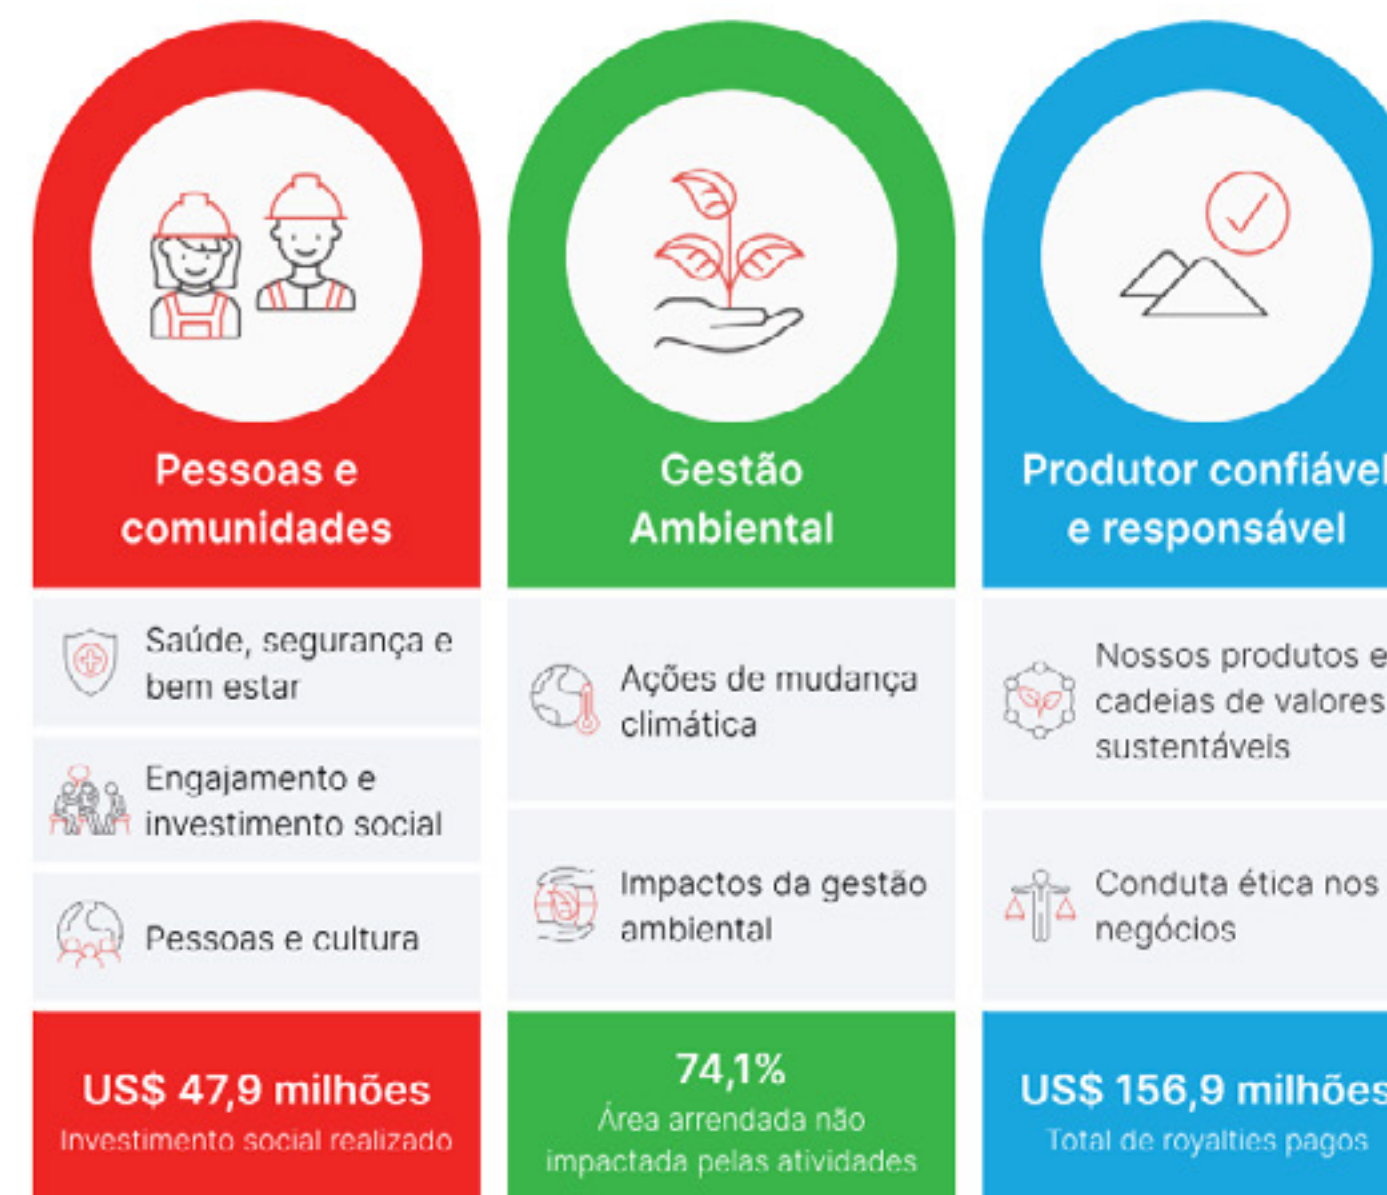 Pessoas e
comunidades
Saúde, segurança e
bem estar
Engajamento e
investimento social
Pessoas e cultura
US$ 47,9 milhões
Investimento social realizado
Gestão
Ambiental
Ações de mudança
climática
Impactos da gestão
ambiental
74,1%
Área arrendada não
impactada pelas atividades
Produtor confiável
e responsável
Nossos produtos e
cadeias de valores
sustentáveis
Conduta ética nos
negócios
US$ 156,9 milhões
Total de royalties pagos